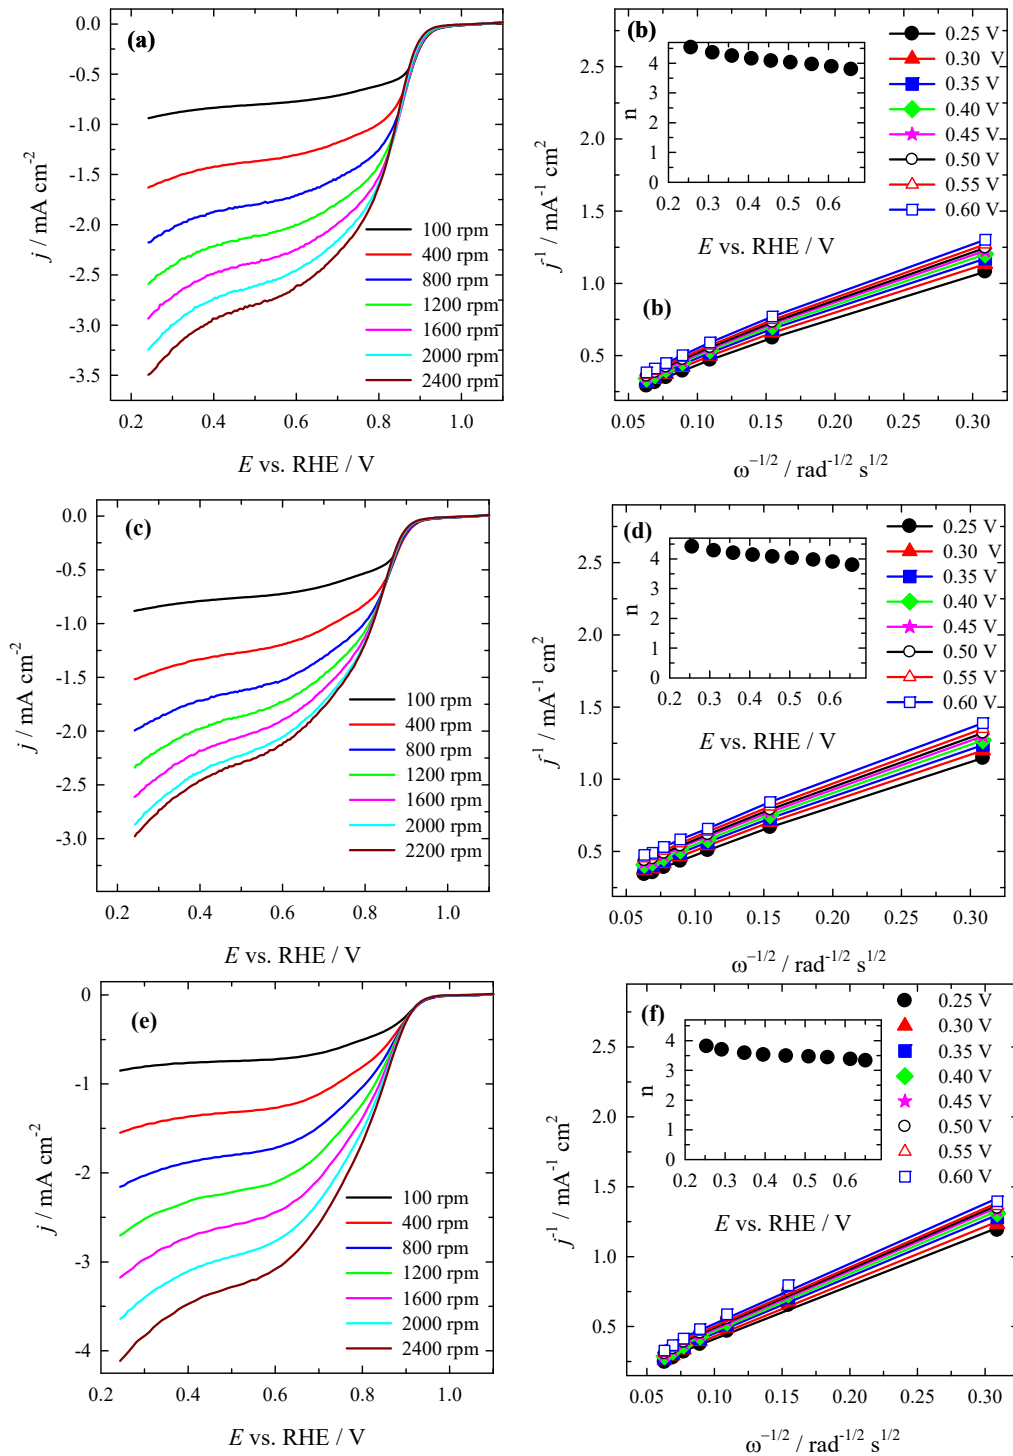 (a)
0.0
-0.5
-1.0
-1.5
-2.0
-2.5
-3.0
-3.5
j / mA cm-2
100 rpm
400 rpm
800 rpm
1200 rpm
1600 rpm
2000 rpm
2400 rpm
0.2 0.4 0.6 0.8 1.0
E vs. RHE / V
(b)
2.5
2.0
1.5
1.0
0.5
j-1 / mA-1 cm2
4
3
2
1
0
n
0.2 0.3 0.4 0.5 0.6
E vs. RHE / V
0.25 V
0.30 V
0.35 V
0.40 V
0.45 V
0.50 V
0.55 V
0.60 V
(b)
0.05 0.10 0.15 0.20 0.25 0.30
ω−1/2 / rad-1/2 s1/2
(c)
0.0
-0.5
-1.0
-1.5
-2.0
-2.5
-3.0
j / mA cm-2
100 rpm
400 rpm
800 rpm
1200 rpm
1600 rpm
2000 rpm
2200 rpm
0.2 0.4 0.6 0.8 1.0
E vs. RHE / V
(d)
2.5
2.0
1.5
1.0
0.5
j-1 / mA-1 cm2
4
3
2
1
0
n
0.2 0.3 0.4 0.5 0.6
E vs. RHE / V
0.25 V
0.30 V
0.35 V
0.40 V
0.45 V
0.50 V
0.55 V
0.60 V
0.05 0.10 0.15 0.20 0.25 0.30
ω−1/2 / rad-1/2 s1/2
(e)
0
-1
-2
-3
-4
j / mA cm-2
100 rpm
400 rpm
800 rpm
1200 rpm
1600 rpm
2000 rpm
2400 rpm
0.2 0.4 0.6 0.8 1.0
E vs. RHE / V
(f)
2.5
2.0
1.5
1.0
0.5
j-1 / mA-1 cm2
4
3
2
1
0
n
0.2 0.3 0.4 0.5 0.6
E vs. RHE / V
0.25 V
0.30 V
0.35 V
0.40 V
0.45 V
0.50 V
0.55 V
0.60 V
0.05 0.10 0.15 0.20 0.25 0.30
ω−1/2 / rad-1/2 s1/2